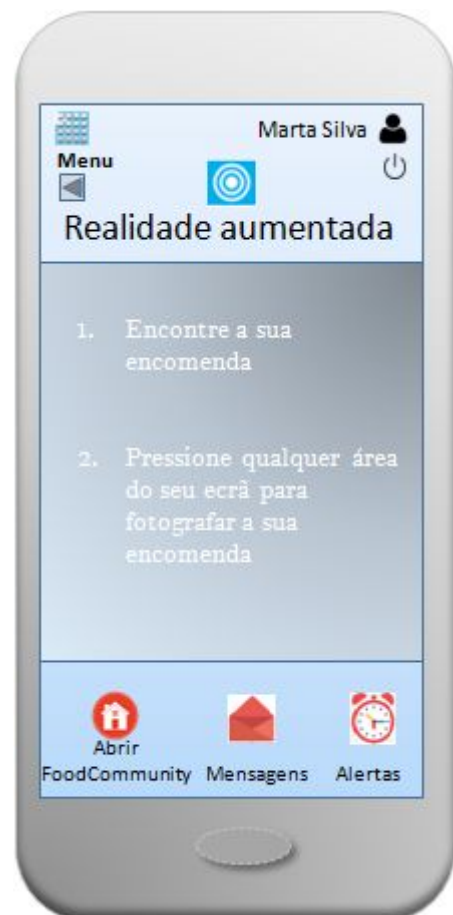 Marta Silva
Menu
Realidade aumentada
1. Encontre a sua
encomenda
2. Pressione qualquer área
do seu ecrã para
fotografar a sua
encomenda
Abrir
FoodCommunity
Mensagens
Alertas